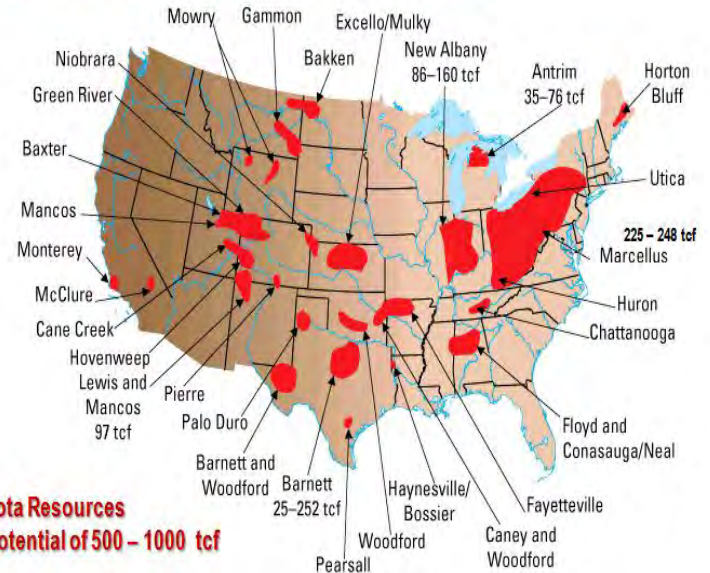 Mowry
Gammon
Excello/Mulky
Niobrara
Bakken
New Albany
86–160 tcf
Antrim
35–76 tcf
Horton
Bluff
Green River
Baxter
Utica
Mancos
225 – 248 tcf
Marcellus
Monterey
Huron
McClure
Chattanooga
Cane Creek
Hovenweep
Lewis and
Mancos
97 tcf
Pierre
Palo Duro
Floyd and
Conasauga/Neal
Barnett and
Woodford
Barnett
25–252 tcf
Haynesville/
Bossier
Fayetteville
Woodford
Caney and
Woodford
Pearsall
ota Resources
otential of 500 – 1000 tcf